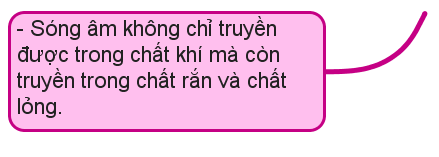 - Sóng âm không chỉ truyền
được trong chất khí mà còn
truyền trong chất rắn và chất
lỏng.